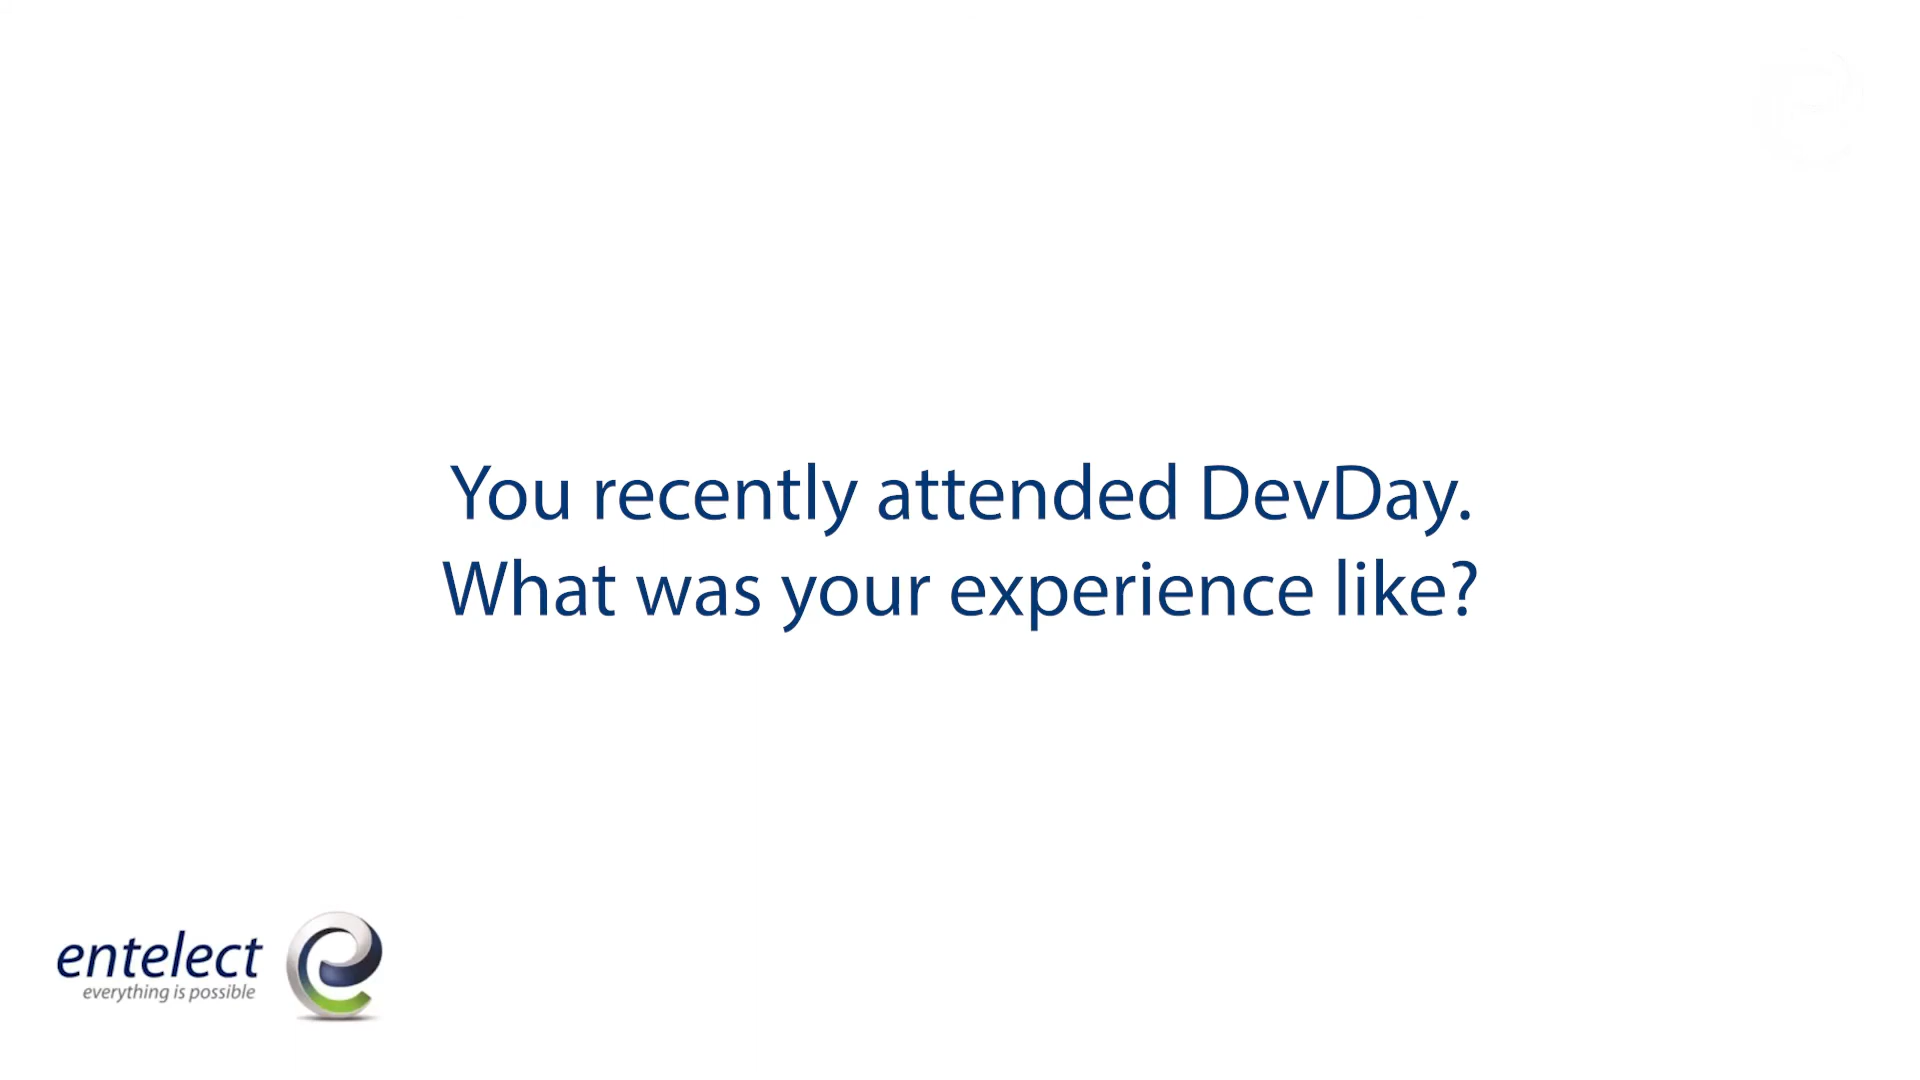 You recently attended DevDay.
What was your experience like?
entelect
everything is possible